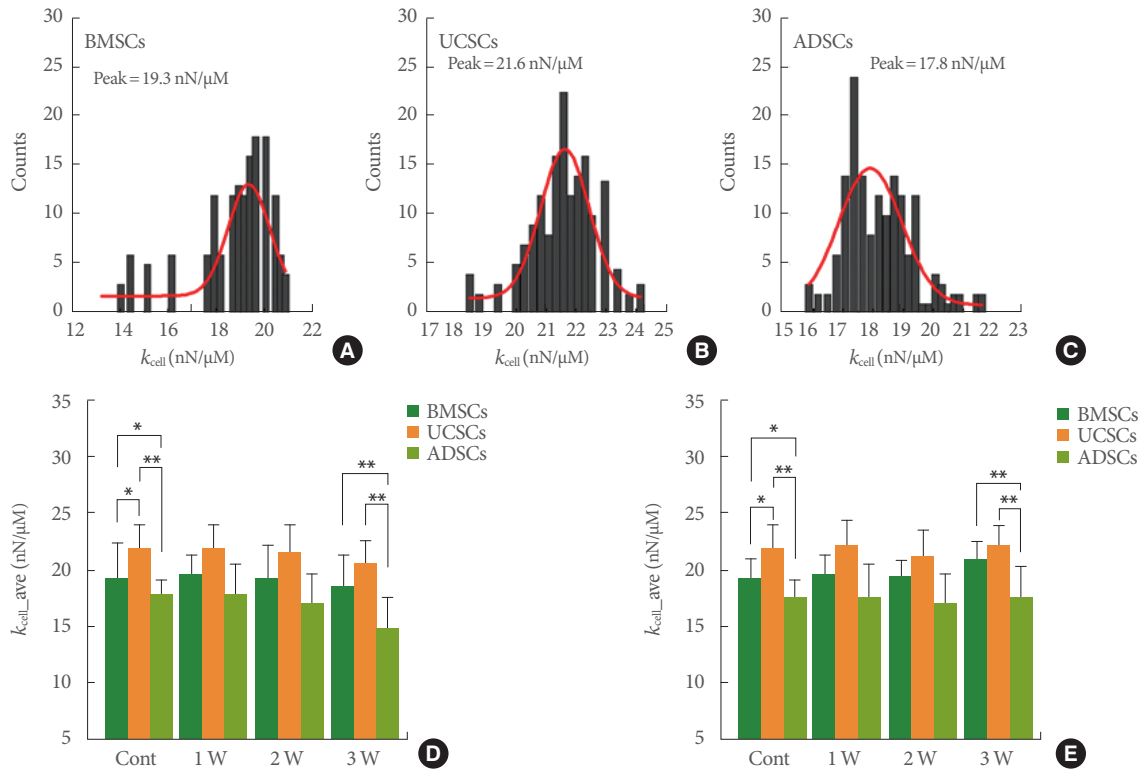 30
25
20
15
10
5
0
Counts
BMSCs
Peak = 19.3 nN/μM
12 14 16 18 20 22
k_cell (nN/μM)
A
30
25
20
15
10
5
0
Counts
UCSCs
Peak = 21.6 nN/μM
17 18 19 20 21 22 23 24 25
k_cell (nN/μM)
B
30
25
20
15
10
5
0
Counts
ADSCs
Peak = 17.8 nN/μM
15 16 17 18 19 20 21 22 23
k_cell (nN/μM)
C
35
30
25
20
15
10
5
k_cell_ave (nN/μM)
BMSCs
UCSCs
ADSCs
*
**
*
**
**
Cont 1 W 2 W 3 W
D
35
30
25
20
15
10
5
k_cell_ave (nN/μM)
BMSCs
UCSCs
ADSCs
*
**
*
**
**
Cont 1 W 2 W 3 W
E